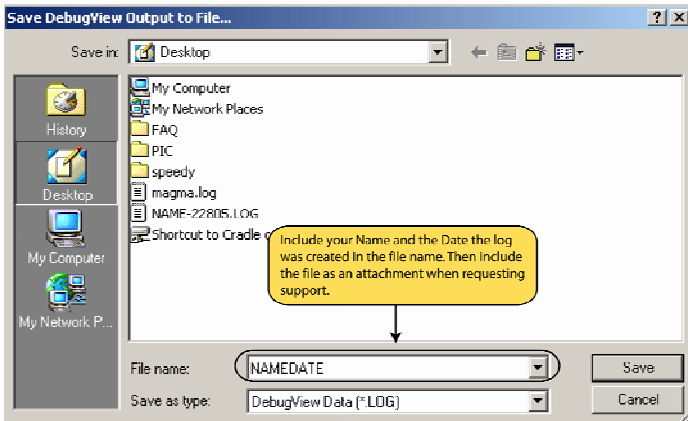 Save DebugView Output to File...
Save in:
Desktop
History
Desktop
My Computer
My Network P...
My Computer
My Network Places
FAQ
PIC
speedy
magma.log
NAME-22805.LOG
Shortcut to Cradle
Include your Name and the Date the log
was created in the file name. Then include
the file as an attachment when requesting
support.
File name:
NAMEDATE
Save
Save as type:
DebugView Data (*.LOG)
Cancel